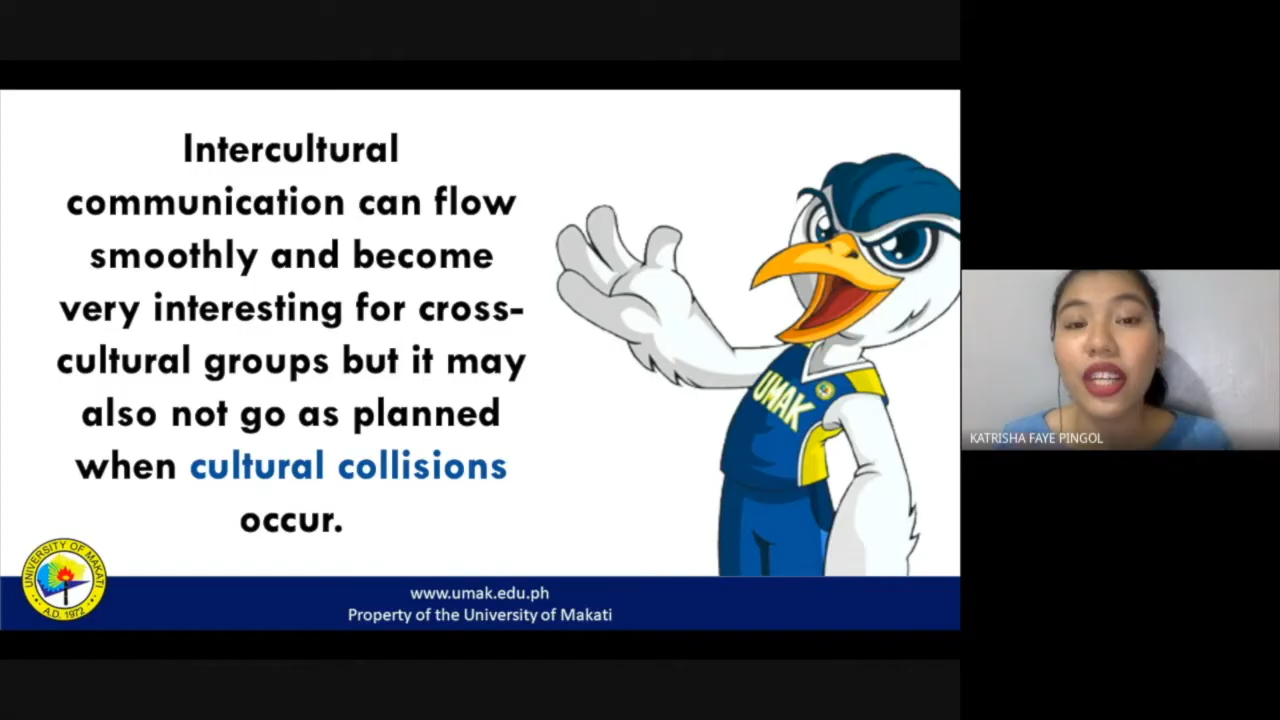 Intercultural
communication can flow
smoothly and become
very interesting for cross-
cultural groups but it may
also not go as planned
when cultural collisions
occur.
UMAK
UNIVERSITY OF MAKATI
A.D. 1972
www.umak.edu.ph
Property of the University of Makati
KATRISHA FAYE PINGOL